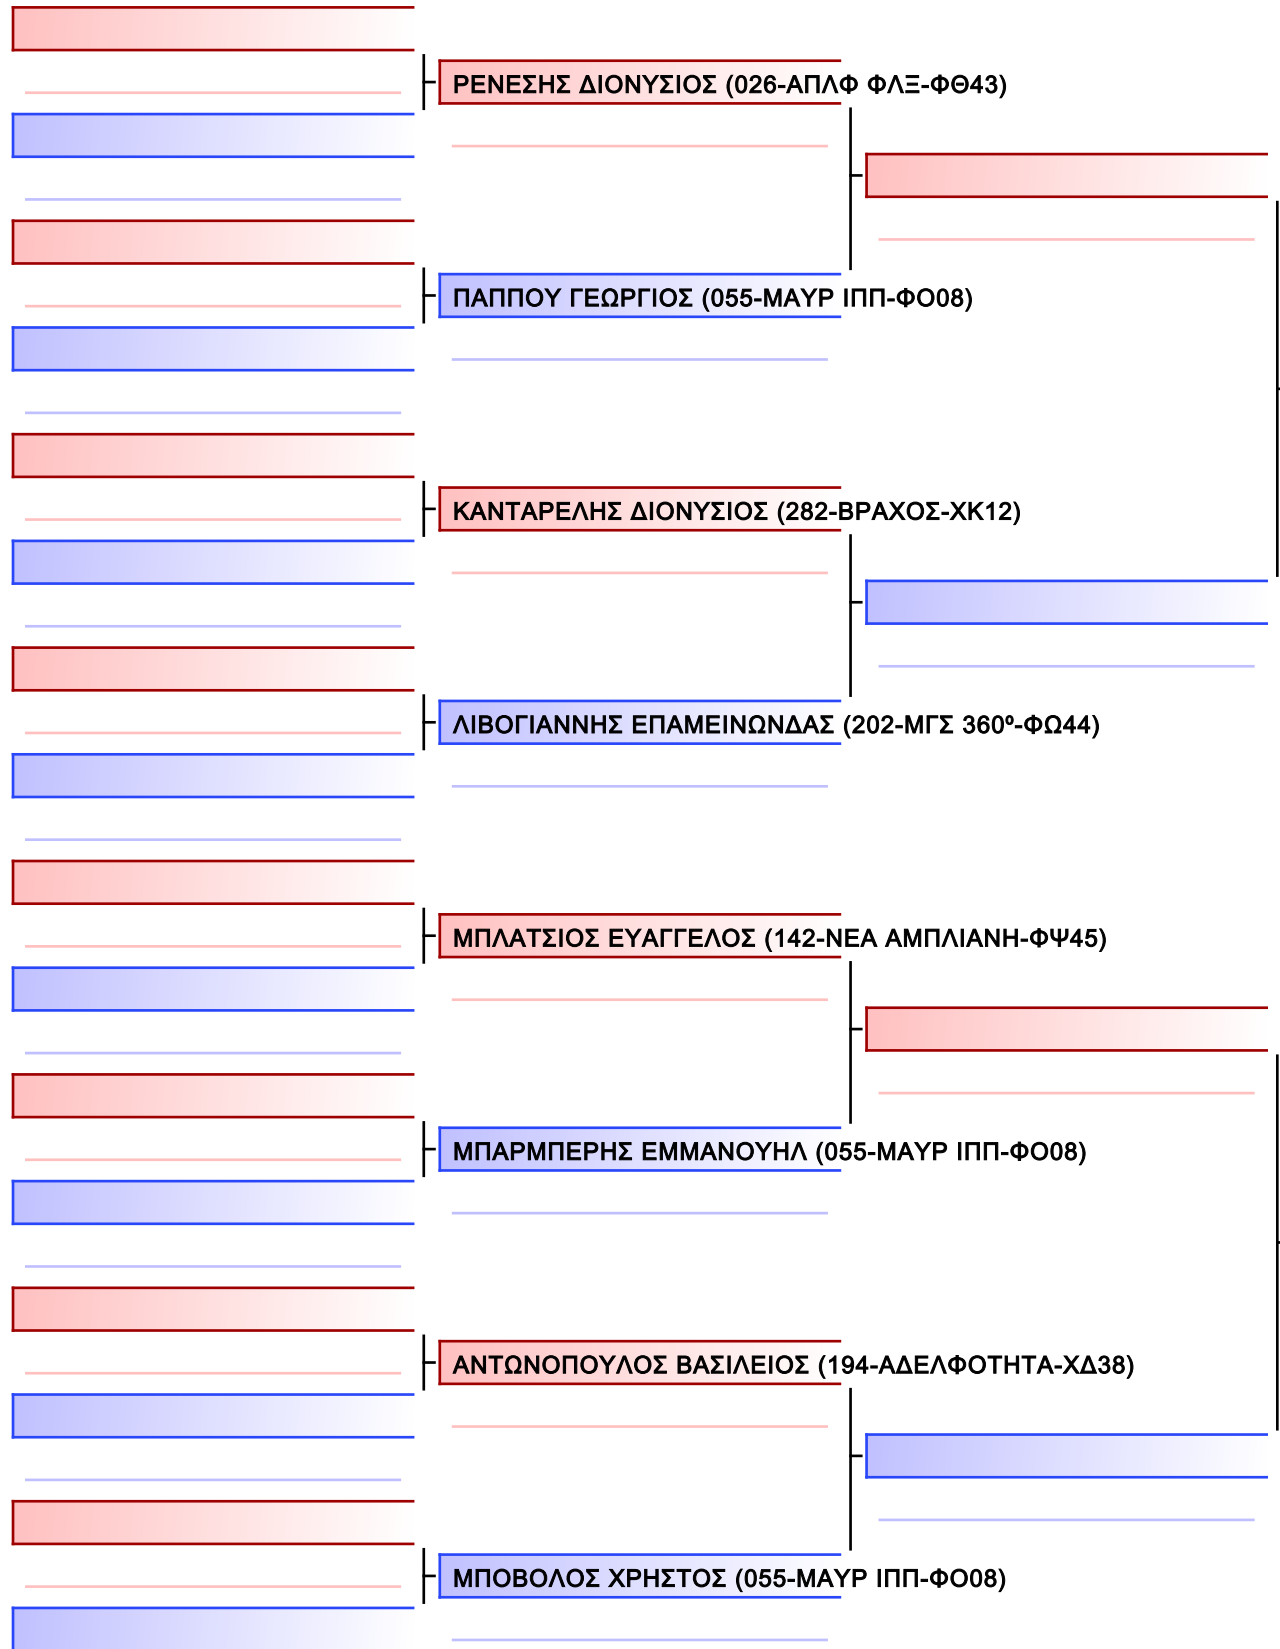 ΡΕΝΕΣΗΣ ΔΙΟΝΥΣΙΟΣ (026-ΑΠΛΦ ΦΛΞ-ΦΘ43)
ΠΑΠΠΟΥ ΓΕΩΡΓΙΟΣ (055-ΜΑΥΡ ΙΠΠ-ΦΟ08)
ΚΑΝΤΑΡΕΛΗΣ ΔΙΟΝΥΣΙΟΣ (282-ΒΡΑΧΟΣ-ΧΚ12)
ΛΙΒΟΓΙΑΝΝΗΣ ΕΠΑΜΕΙΝΩΝΔΑΣ (202-ΜΓΣ 360º-ΦΩ44)
ΜΠΛΑΤΣΙΟΣ ΕΥΑΓΓΕΛΟΣ (142-ΝΕΑ ΑΜΠΛΙΑΝΗ-ΦΨ45)
ΜΠΑΡΜΠΕΡΗΣ ΕΜΜΑΝΟΥΗΛ (055-ΜΑΥΡ ΙΠΠ-ΦΟ08)
ΑΝΤΩΝΟΠΟΥΛΟΣ ΒΑΣΙΛΕΙΟΣ (194-ΑΔΕΛΦΟΤΗΤΑ-ΧΔ38)
ΜΠΟΒΟΛΟΣ ΧΡΗΣΤΟΣ (055-ΜΑΥΡ ΙΠΠ-ΦΟ08)